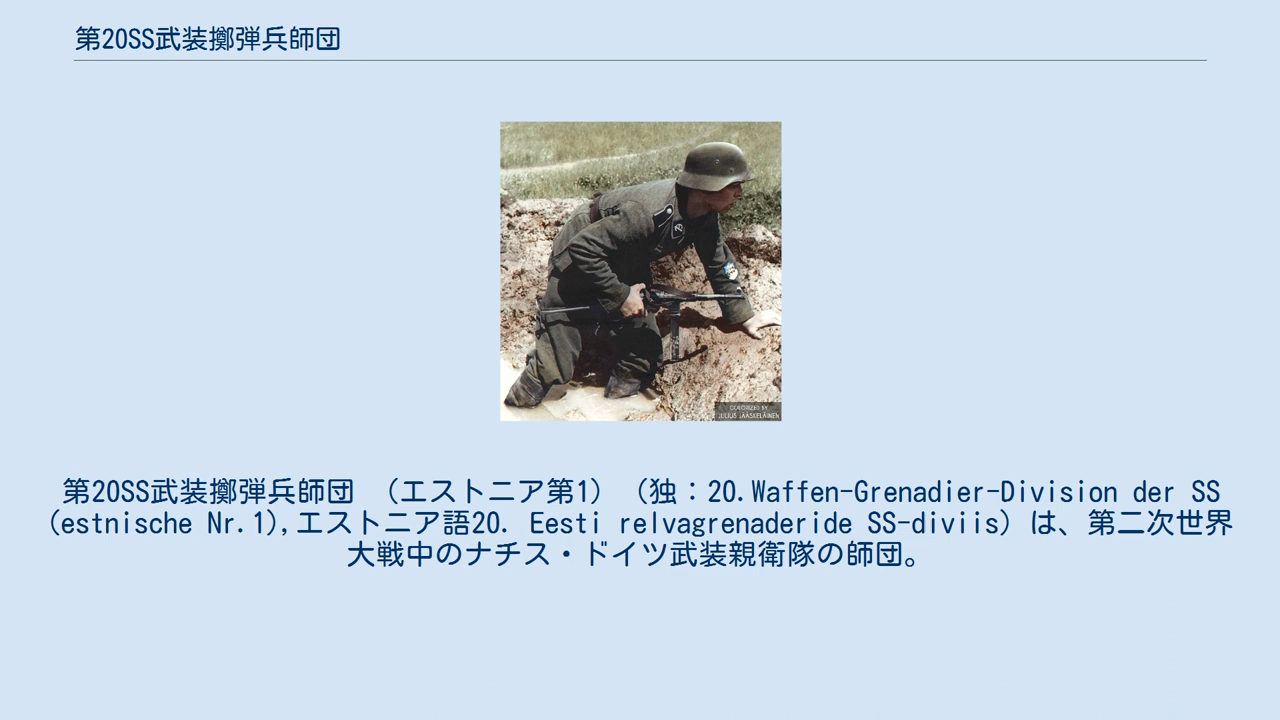 第20SS武装擲弾兵師団
COLORIZED BY
JULIUS JÄÄSKELÄINEN
第20SS武装擲弾兵師団 （エストニア第1）（独：20.Waffen-Grenadier-Division der SS
(estnische Nr.1),エストニア語20. Eesti relvagrenaderide SS-diviis）は、第二次世界
大戦中のナチス・ドイツ武装親衛隊の師団。